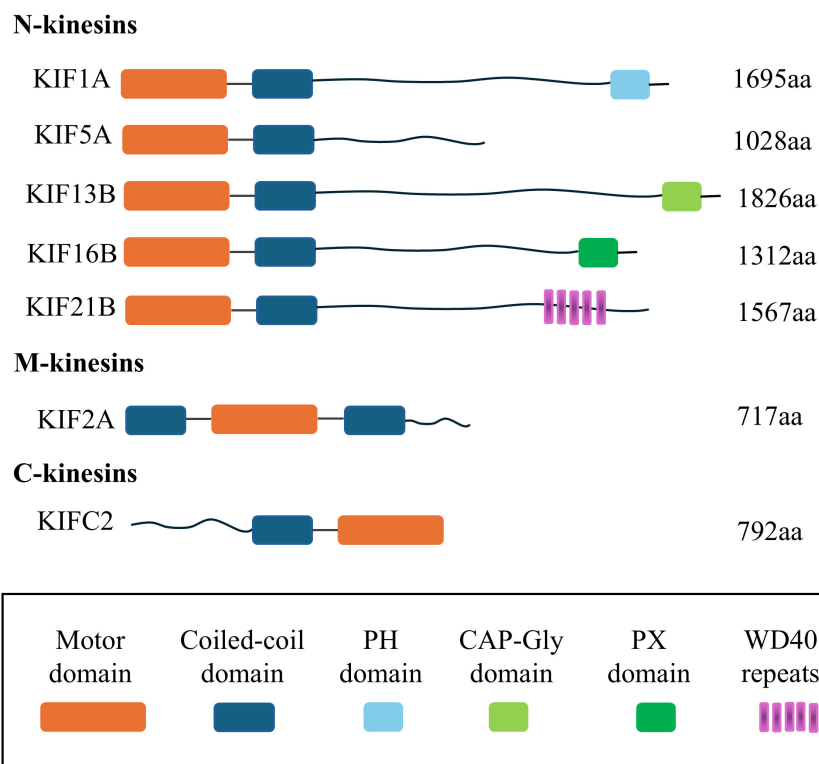 N-kinesins
KIF1A 1695aa
KIF5A 1028aa
KIF13B 1826aa
KIF16B 1312aa
KIF21B 1567aa
M-kinesins
KIF2A 717aa
C-kinesins
KIFC2 792aa
Motor domain
Coiled-coil domain
PH domain
CAP-Gly domain
PX domain
WD40 repeats